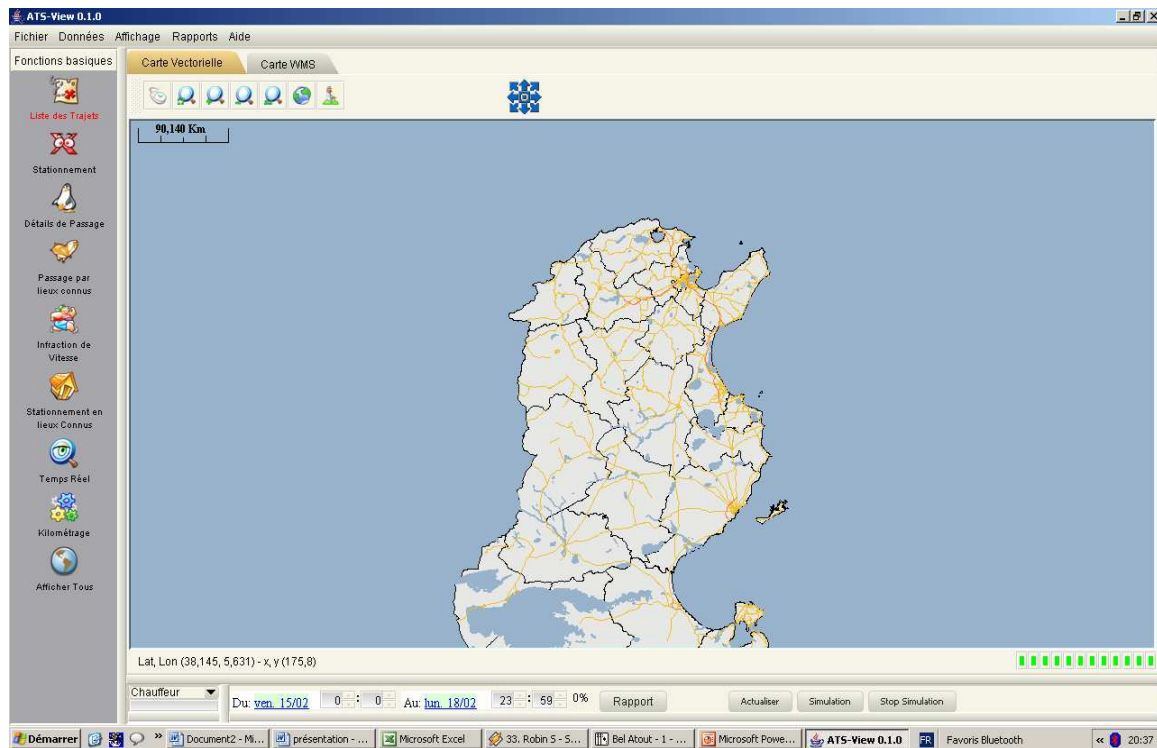 ATS-View 0.1.0
Fichier Données Affichage Rapports Aide
Fonctions basiques
Liste des Trajets
Stationnement
Détails de Passage
Passage par
lieux connus
Infraction de
Vitesse
Stationnement en
lieux Connus
Temps Réel
Kilométrage
Afficher Tous
Carte Vectorielle
Carte WMS
90,140 Km
Lat, Lon (38,145, 5,631) - x, y (175,8)
Chauffeur
Du: ven. 15/02 0 : 0 Au: lun. 18/02 23 : 59 0% Rapport Actualiser Simulation Stop Simulation
Démarrer » Document2 - Mi... présentation - ... Microsoft Excel 33. Robin S - S... Bel Atout - 1 - ... Microsoft Powe... ATS-View 0.1.0 FR Favoris Bluetooth « 20:37